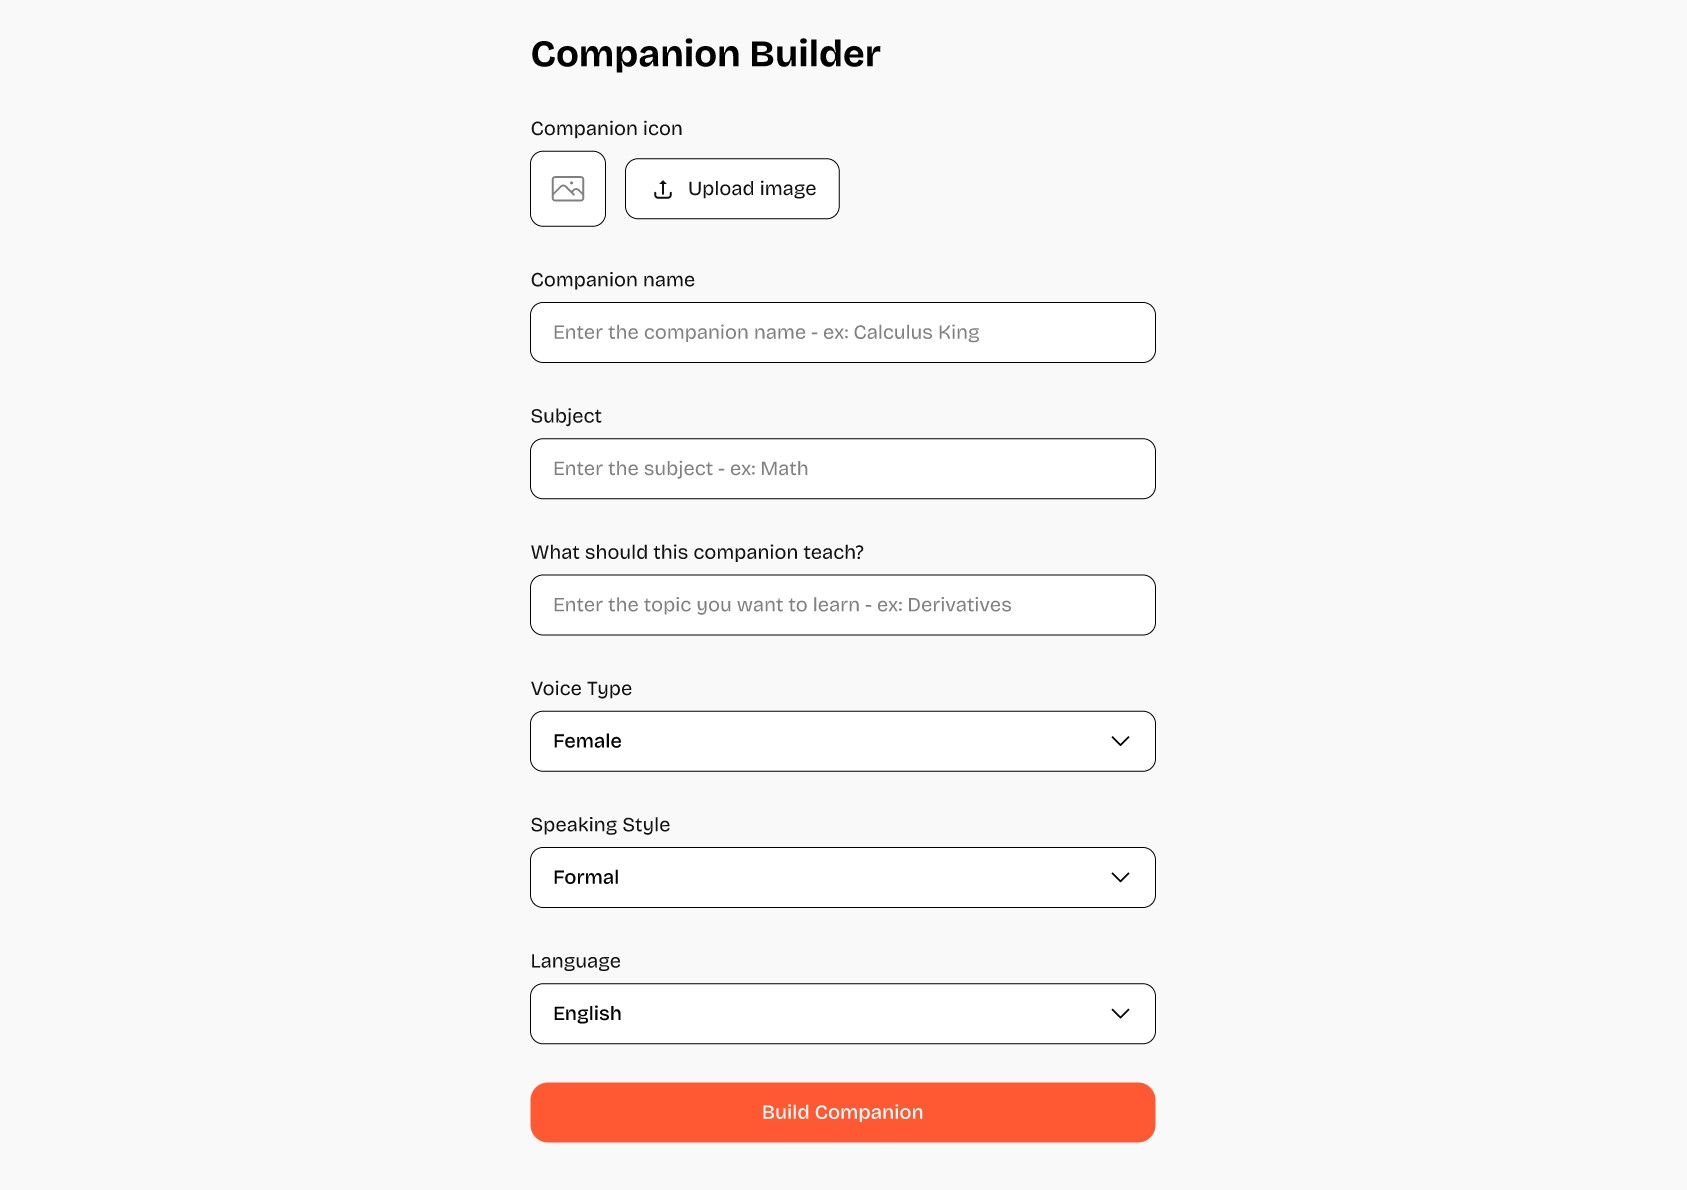 Companion Builder
Companion icon
Upload image
Companion name
Enter the companion name - ex: Calculus King
Subject
Enter the subject - ex: Math
What should this companion teach?
Enter the topic you want to learn - ex: Derivatives
Voice Type
Female
Speaking Style
Formal
Language
English
Build Companion